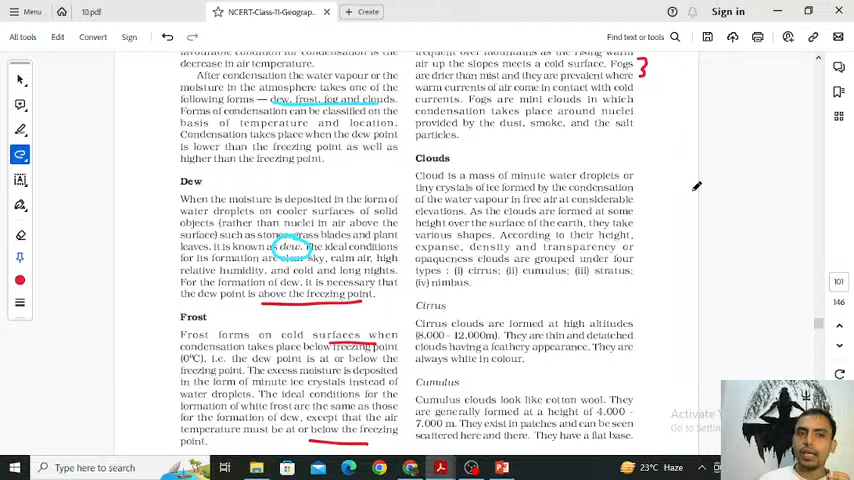 Menu
10.pdf
NCERT-Class-11-Geograp...
Create
Sign in
All tools
Edit
Convert
Sign
Find text or tools
favourable condition for condensation is the
decrease in air temperature.
After condensation the water vapour or the
moisture in the atmosphere takes one of the
following forms — dew, frost, fog and clouds.
Forms of condensation can be classified on the
basis of temperature and location.
Condensation takes place when the dew point
is lower than the freezing point as well as
higher than the freezing point.
Dew
When the moisture is deposited in the form of
water droplets on cooler surfaces of solid
objects (rather than nuclei in air above the
surface) such as stones, grass blades and plant
leaves, it is known as dew. The ideal conditions
for its formation are clear sky, calm air, high
relative humidity, and cold and long nights.
For the formation of dew, it is necessary that
the dew point is above the freezing point.
Frost
Frost forms on cold surfaces when
condensation takes place below freezing point
(0°C), i.e. the dew point is at or below the
freezing point. The excess moisture is deposited
in the form of minute ice crystals instead of
water droplets. The ideal conditions for the
formation of white frost are the same as those
for the formation of dew, except that the air
temperature must be at or below the freezing
point.
frequent over mountains as the rising warm
air up the slopes meets a cold surface. Fogs
are drier than mist and they are prevalent where
warm currents of air come in contact with cold
currents. Fogs are mini clouds in which
condensation takes place around nuclei
provided by the dust, smoke, and the salt
particles.
3
Clouds
Cloud is a mass of minute water droplets or
tiny crystals of ice formed by the condensation
of the water vapour in free air at considerable
elevations. As the clouds are formed at some
height over the surface of the earth, they take
various shapes. According to their height,
expanse, density and transparency or
opaqueness clouds are grouped under four
types : (i) cirrus; (ii) cumulus; (iii) stratus;
(iv) nimbus.
Cirrus
Cirrus clouds are formed at high altitudes
(8,000 - 12,000m). They are thin and detached
clouds having a feathery appearance. They are
always white in colour.
Cumulus
Cumulus clouds look like cotton wool. They
are generally formed at a height of 4,000 -
7,000 m. They exist in patches and can be seen
scattered here and there. They have a flat base.
101
146
Activate
Go to Setting
Type here to search
23°C Haze